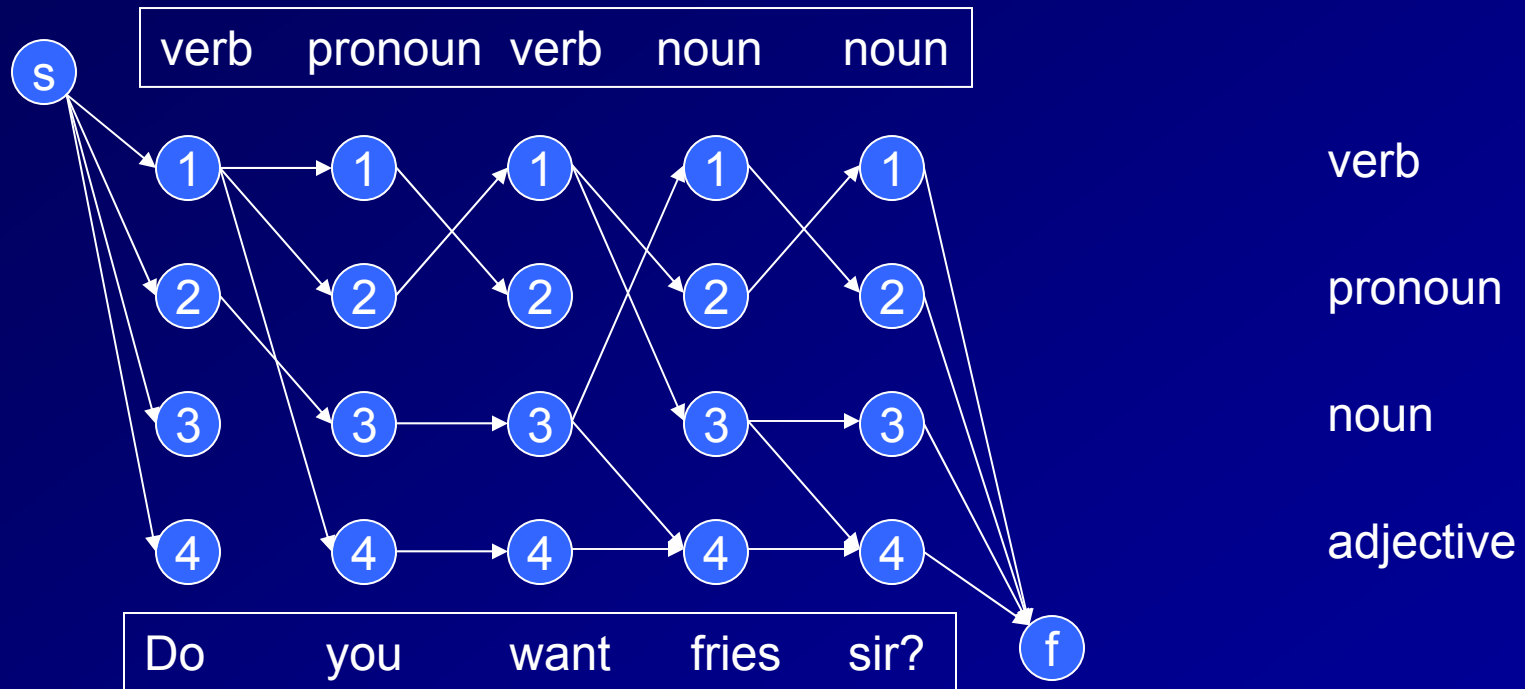 verb pronoun verb noun noun
s
1 1 1 1 1 verb
2 2 2 2 2 pronoun
3 3 3 3 3 noun
4 4 4 4 4 adjective
Do you want fries sir?
f